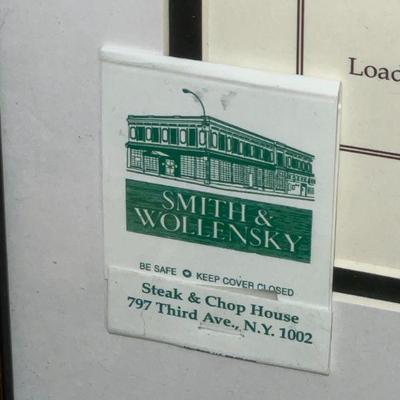 Load
SMITH &
WOLLENSKY
BE SAFE ✪ KEEP COVER CLOSED
Steak & Chop House
797 Third Ave., N.Y. 1002